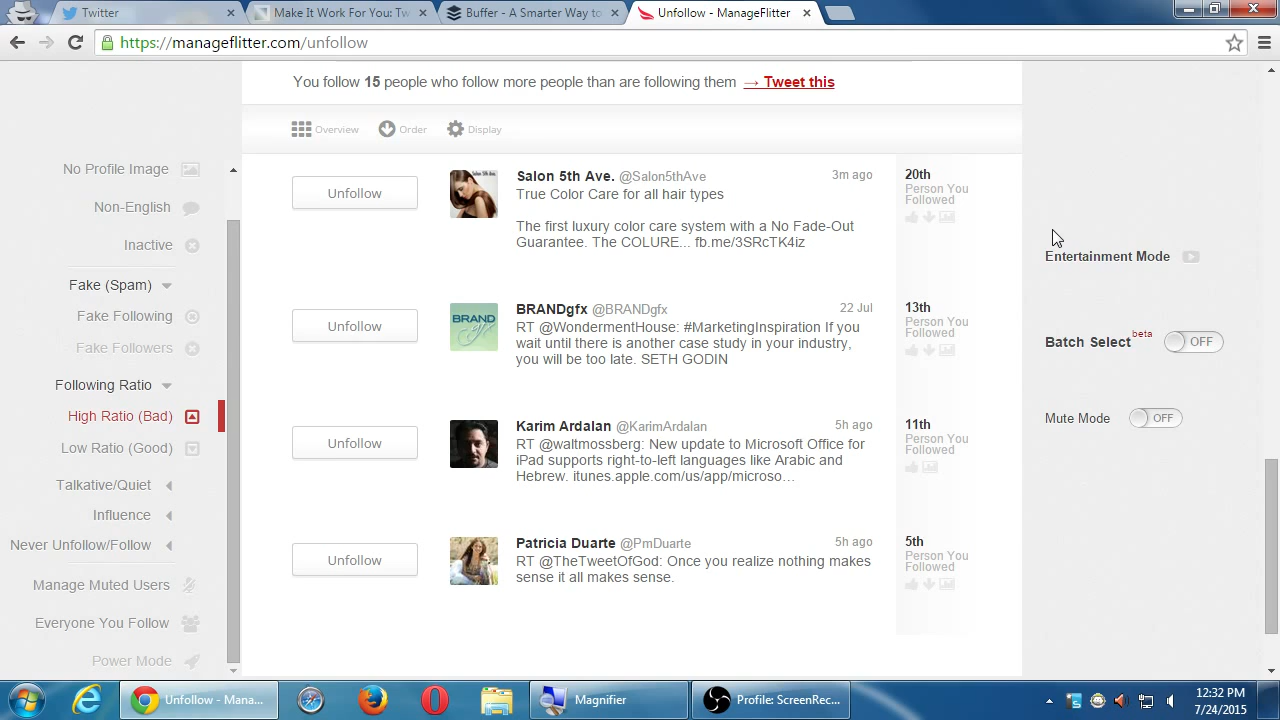 Twitter
Make It Work For You: Tw
Buffer - A Smarter Way to
Unfollow - ManageFlitter
https://manageflitter.com/unfollow
You follow 15 people who follow more people than are following them → Tweet this
Overview
Order
Display
No Profile Image
Non-English
Inactive
Fake (Spam)
Fake Following
Fake Followers
Following Ratio
High Ratio (Bad)
Low Ratio (Good)
Talkative/Quiet
Influence
Never Unfollow/Follow
Manage Muted Users
Everyone You Follow
Power Mode
Unfollow
Salon 5th Ave. @Salon5thAve 3m ago
True Color Care for all hair types
The first luxury color care system with a No Fade-Out
Guarantee. The COLURE... fb.me/3SRcTK4iz
20th
Person You
Followed
Unfollow
BRAND
gfx
BRANDgfx @BRANDgfx 22 Jul
RT @WondermentHouse: #MarketingInspiration If you
wait until there is another case study in your industry,
you will be too late. SETH GODIN
13th
Person You
Followed
Unfollow
Karim Ardalan @KarimArdalan 5h ago
RT @waltmossberg: New update to Microsoft Office for
iPad supports right-to-left languages like Arabic and
Hebrew. itunes.apple.com/us/app/microso…
11th
Person You
Followed
Unfollow
Patricia Duarte @PmDuarte 5h ago
RT @TheTweetOfGod: Once you realize nothing makes
sense it all makes sense.
5th
Person You
Followed
Entertainment Mode
Batch Select beta OFF
Mute Mode OFF
Unfollow - Mana...
Magnifier
Profile: ScreenRec...
12:32 PM
7/24/2015